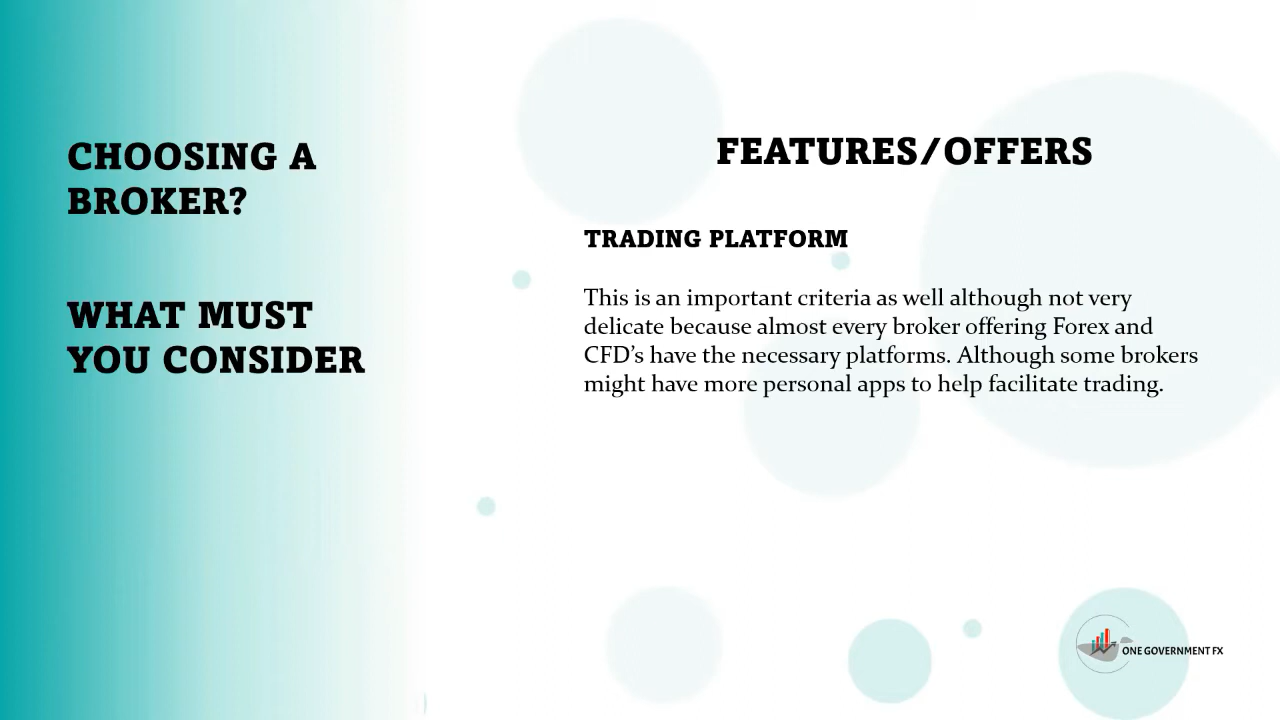 CHOOSING A
BROKER?
WHAT MUST
YOU CONSIDER
FEATURES/OFFERS
TRADING PLATFORM
This is an important criteria as well although not very
delicate because almost every broker offering Forex and
CFD’s have the necessary platforms. Although some brokers
might have more personal apps to help facilitate trading.
ONE GOVERNMENT FX